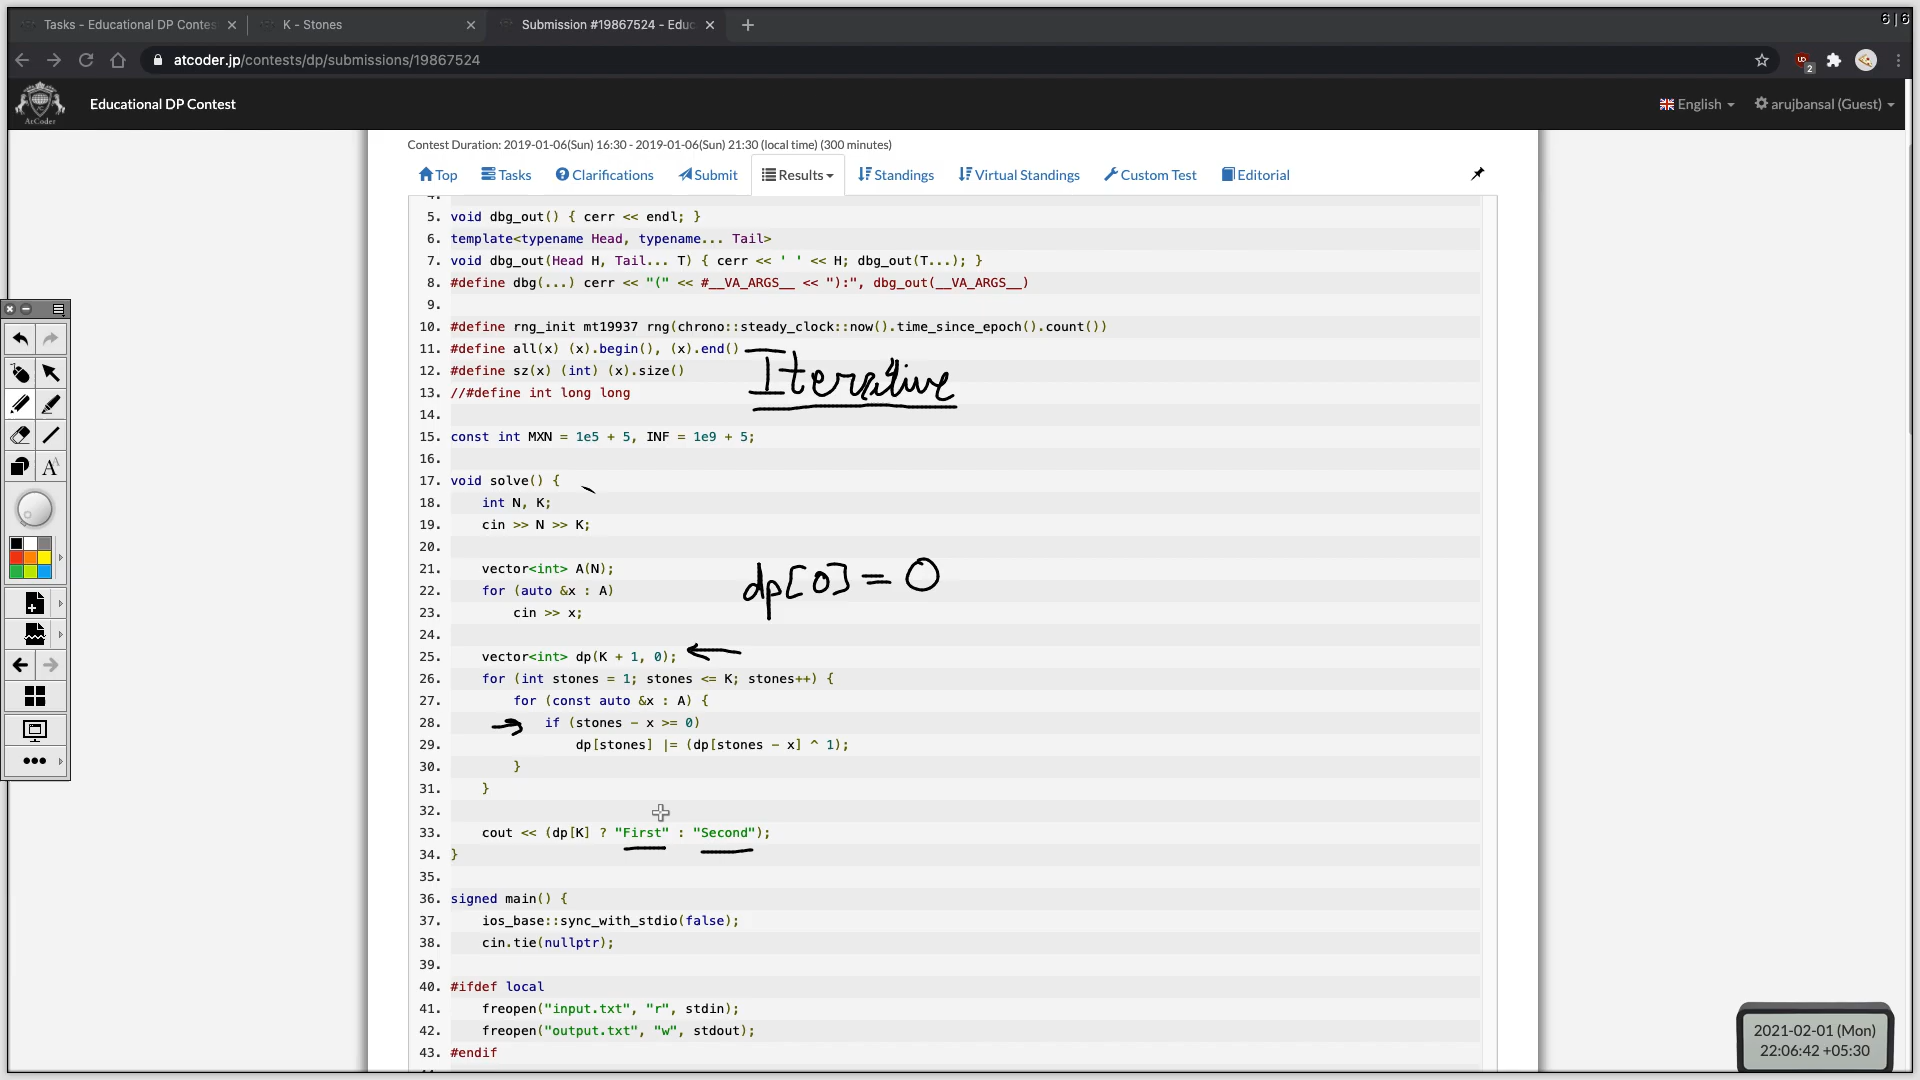 Tasks - Educational DP Contes
K - Stones
Submission #19867524 - Educ
6 | 6
atcoder.jp/contests/dp/submissions/19867524
2
AtCoder
Educational DP Contest
English
arujbansal (Guest)
Contest Duration: 2019-01-06(Sun) 16:30 - 2019-01-06(Sun) 21:30 (local time) (300 minutes)
Top Tasks Clarifications Submit Results Standings Virtual Standings Custom Test Editorial
4.
5. void dbg_out() { cerr << endl; }
6. template<typename Head, typename... Tail>
7. void dbg_out(Head H, Tail... T) { cerr << ' ' << H; dbg_out(T...); }
8. #define dbg(...) cerr << "(" << #__VA_ARGS__ << "):", dbg_out(__VA_ARGS__)
9.
10. #define rng_init mt19937 rng(chrono::steady_clock::now().time_since_epoch().count())
11. #define all(x) (x).begin(), (x).end()
12. #define sz(x) (int) (x).size()
Iterative
13. //#define int long long
14.
15. const int MXN = 1e5 + 5, INF = 1e9 + 5;
16.
17. void solve() {
18. int N, K;
19. cin >> N >> K;
20.
21. vector<int> A(N);
dp[0] = 0
22. for (auto &x : A)
23. cin >> x;
24.
25. vector<int> dp(K + 1, 0);
26. for (int stones = 1; stones <= K; stones++) {
27. for (const auto &x : A) {
28. if (stones - x >= 0)
29. dp[stones] |= (dp[stones - x] ^ 1);
30. }
31. }
32.
33. cout << (dp[K] ? "First" : "Second");
34. }
35.
36. signed main() {
37. ios_base::sync_with_stdio(false);
38. cin.tie(nullptr);
39.
40. #ifdef local
41. freopen("input.txt", "r", stdin);
42. freopen("output.txt", "w", stdout);
43. #endif
2021-02-01 (Mon)
22:06:42 +05:30